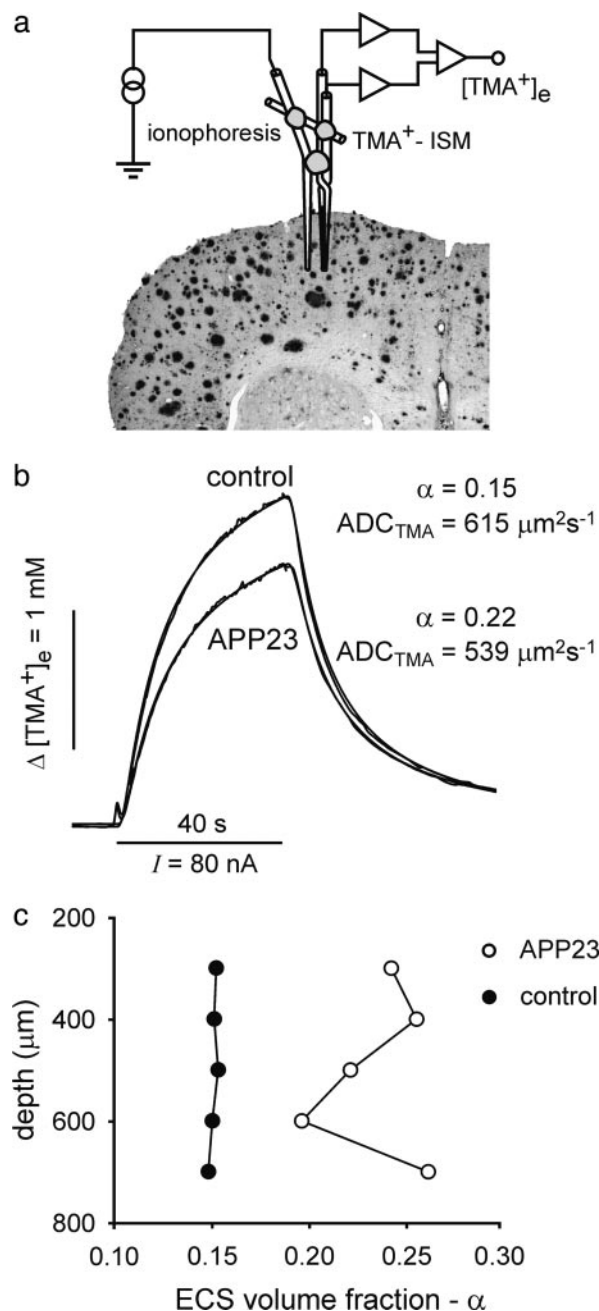 a
ionophoresis
TMA⁺- ISM
[TMA⁺]e
b
control
α = 0.15
ADC_TMA = 615 μm²s⁻¹
APP23
α = 0.22
ADC_TMA = 539 μm²s⁻¹
Δ [TMA⁺]e = 1 mM
40 s
I = 80 nA
c
200
400
600
800
depth (μm)
APP23
control
0.10 0.15 0.20 0.25 0.30
ECS volume fraction - α